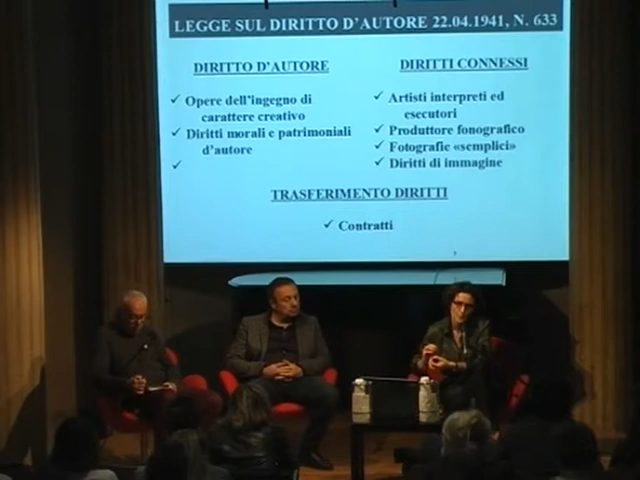 LEGGE SUL DIRITTO D'AUTORE 22.04.1941, N. 633
DIRITTO D'AUTORE
Opere dell'ingegno di
carattere creativo
Diritti morali e patrimoniali
d'autore
DIRITTI CONNESSI
Artisti interpreti ed
esecutori
Produttore fonografico
Fotografie «semplici»
Diritti di immagine
TRASFERIMENTO DIRITTI
Contratti